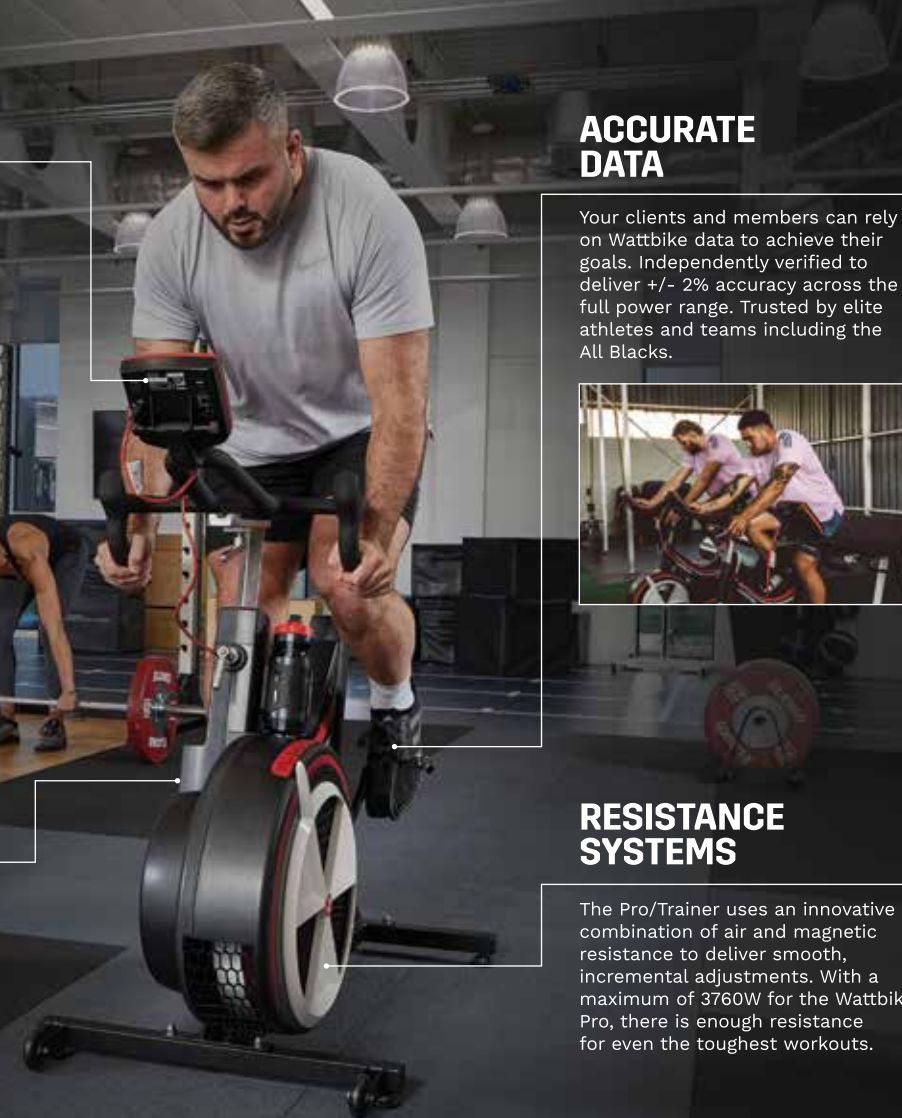 ACCURATE
DATA
Your clients and members can rely
on Wattbike data to achieve their
goals. Independently verified to
deliver +/- 2% accuracy across the
full power range. Trusted by elite
athletes and teams including the
All Blacks.
RESISTANCE
SYSTEMS
The Pro/Trainer uses an innovative
combination of air and magnetic
resistance to deliver smooth,
incremental adjustments. With a
maximum of 3760W for the Wattbik
Pro, there is enough resistance
for even the toughest workouts.